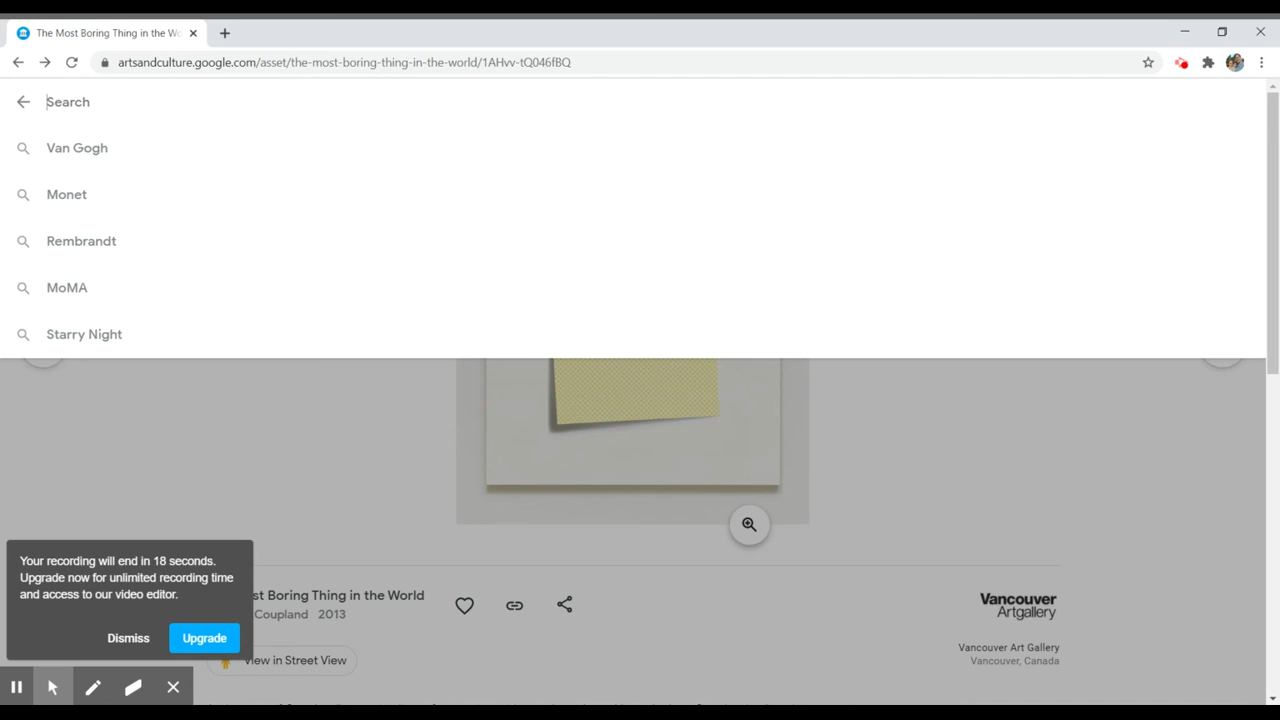 The Most Boring Thing in the Wo
artsandculture.google.com/asset/the-most-boring-thing-in-the-world/1AHvv-tQ046fBQ
Search
Van Gogh
Monet
Rembrandt
MoMA
Starry Night
Your recording will end in 18 seconds.
Upgrade now for unlimited recording time
and access to our video editor.
Dismiss
Upgrade
st Boring Thing in the World
Coupland 2013
View in Street View
Vancouver
Artgallery
Vancouver Art Gallery
Vancouver, Canada